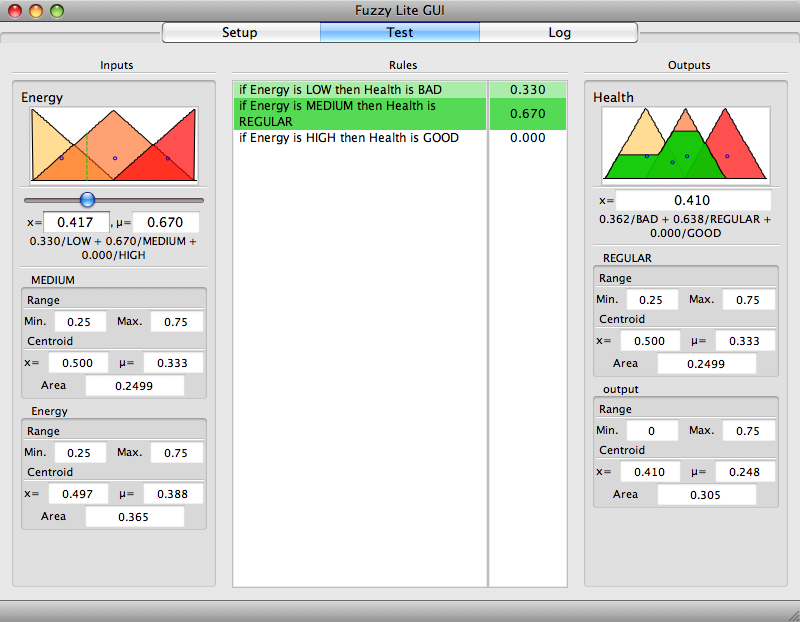 Fuzzy Lite GUI
Setup
Test
Log
Inputs
Rules
Outputs
Energy
x= 0.417 , µ= 0.670
0.330/LOW + 0.670/MEDIUM +
0.000/HIGH
MEDIUM
Range
Min. 0.25 Max. 0.75
Centroid
x= 0.500 µ= 0.333
Area 0.2499
Energy
Range
Min. 0.25 Max. 0.75
Centroid
x= 0.497 µ= 0.388
Area 0.365
if Energy is LOW then Health is BAD 0.330
if Energy is MEDIUM then Health is
REGULAR 0.670
if Energy is HIGH then Health is GOOD 0.000
Health
x= 0.410
0.362/BAD + 0.638/REGULAR +
0.000/GOOD
REGULAR
Range
Min. 0.25 Max. 0.75
Centroid
x= 0.500 µ= 0.333
Area 0.2499
output
Range
Min. 0 Max. 0.75
Centroid
x= 0.410 µ= 0.248
Area 0.305